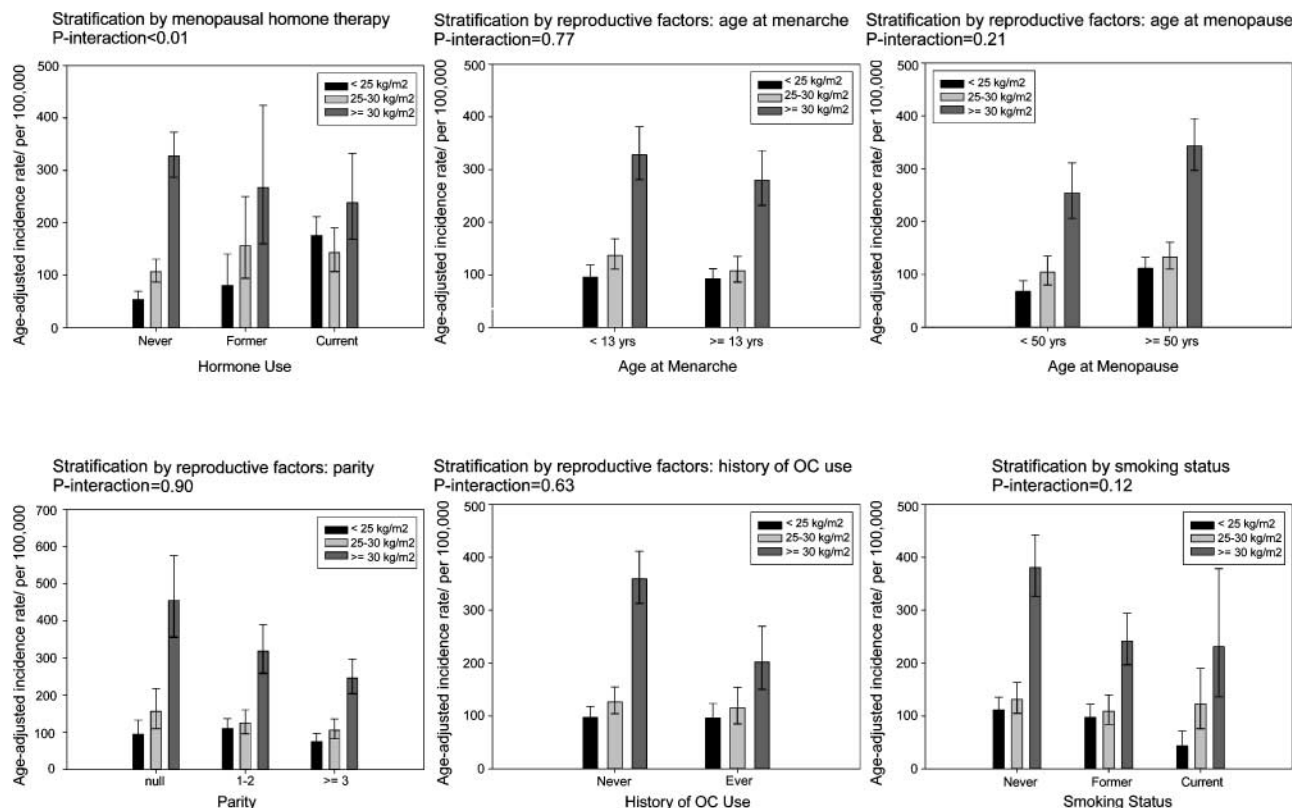 Stratification by menopausal homone therapy
P-interaction<0.01
Age-adjusted incidence rate/ per 100,000
500
400
300
200
100
0
< 25 kg/m2
25-30 kg/m2
>= 30 kg/m2
Never Former Current
Hormone Use
Stratification by reproductive factors: age at menarche
P-interaction=0.77
Age-adjusted incidence rate/ per 100,000
500
400
300
200
100
0
< 25 kg/m2
25-30 kg/m2
>= 30 kg/m2
< 13 yrs >= 13 yrs
Age at Menarche
Stratification by reproductive factors: age at menopause
P-interaction=0.21
Age-adjusted incidence rate/ per 100,000
500
400
300
200
100
0
< 25 kg/m2
25-30 kg/m2
>= 30 kg/m2
< 50 yrs >= 50 yrs
Age at Menopause
Stratification by reproductive factors: parity
P-interaction=0.90
Age-adjusted incidence rate/ per 100,000
700
600
500
400
300
200
100
0
< 25 kg/m2
25-30 kg/m2
>= 30 kg/m2
null 1-2 >= 3
Parity
Stratification by reproductive factors: history of OC use
P-interaction=0.63
Age-adjusted incidence rate/ per 100,000
500
400
300
200
100
0
< 25 kg/m2
25-30 kg/m2
>= 30 kg/m2
Never Ever
History of OC Use
Stratification by smoking status
P-interaction=0.12
Age-adjusted incidence rate/ per 100,000
500
400
300
200
100
0
< 25 kg/m2
25-30 kg/m2
>= 30 kg/m2
Never Former Current
Smoking Status